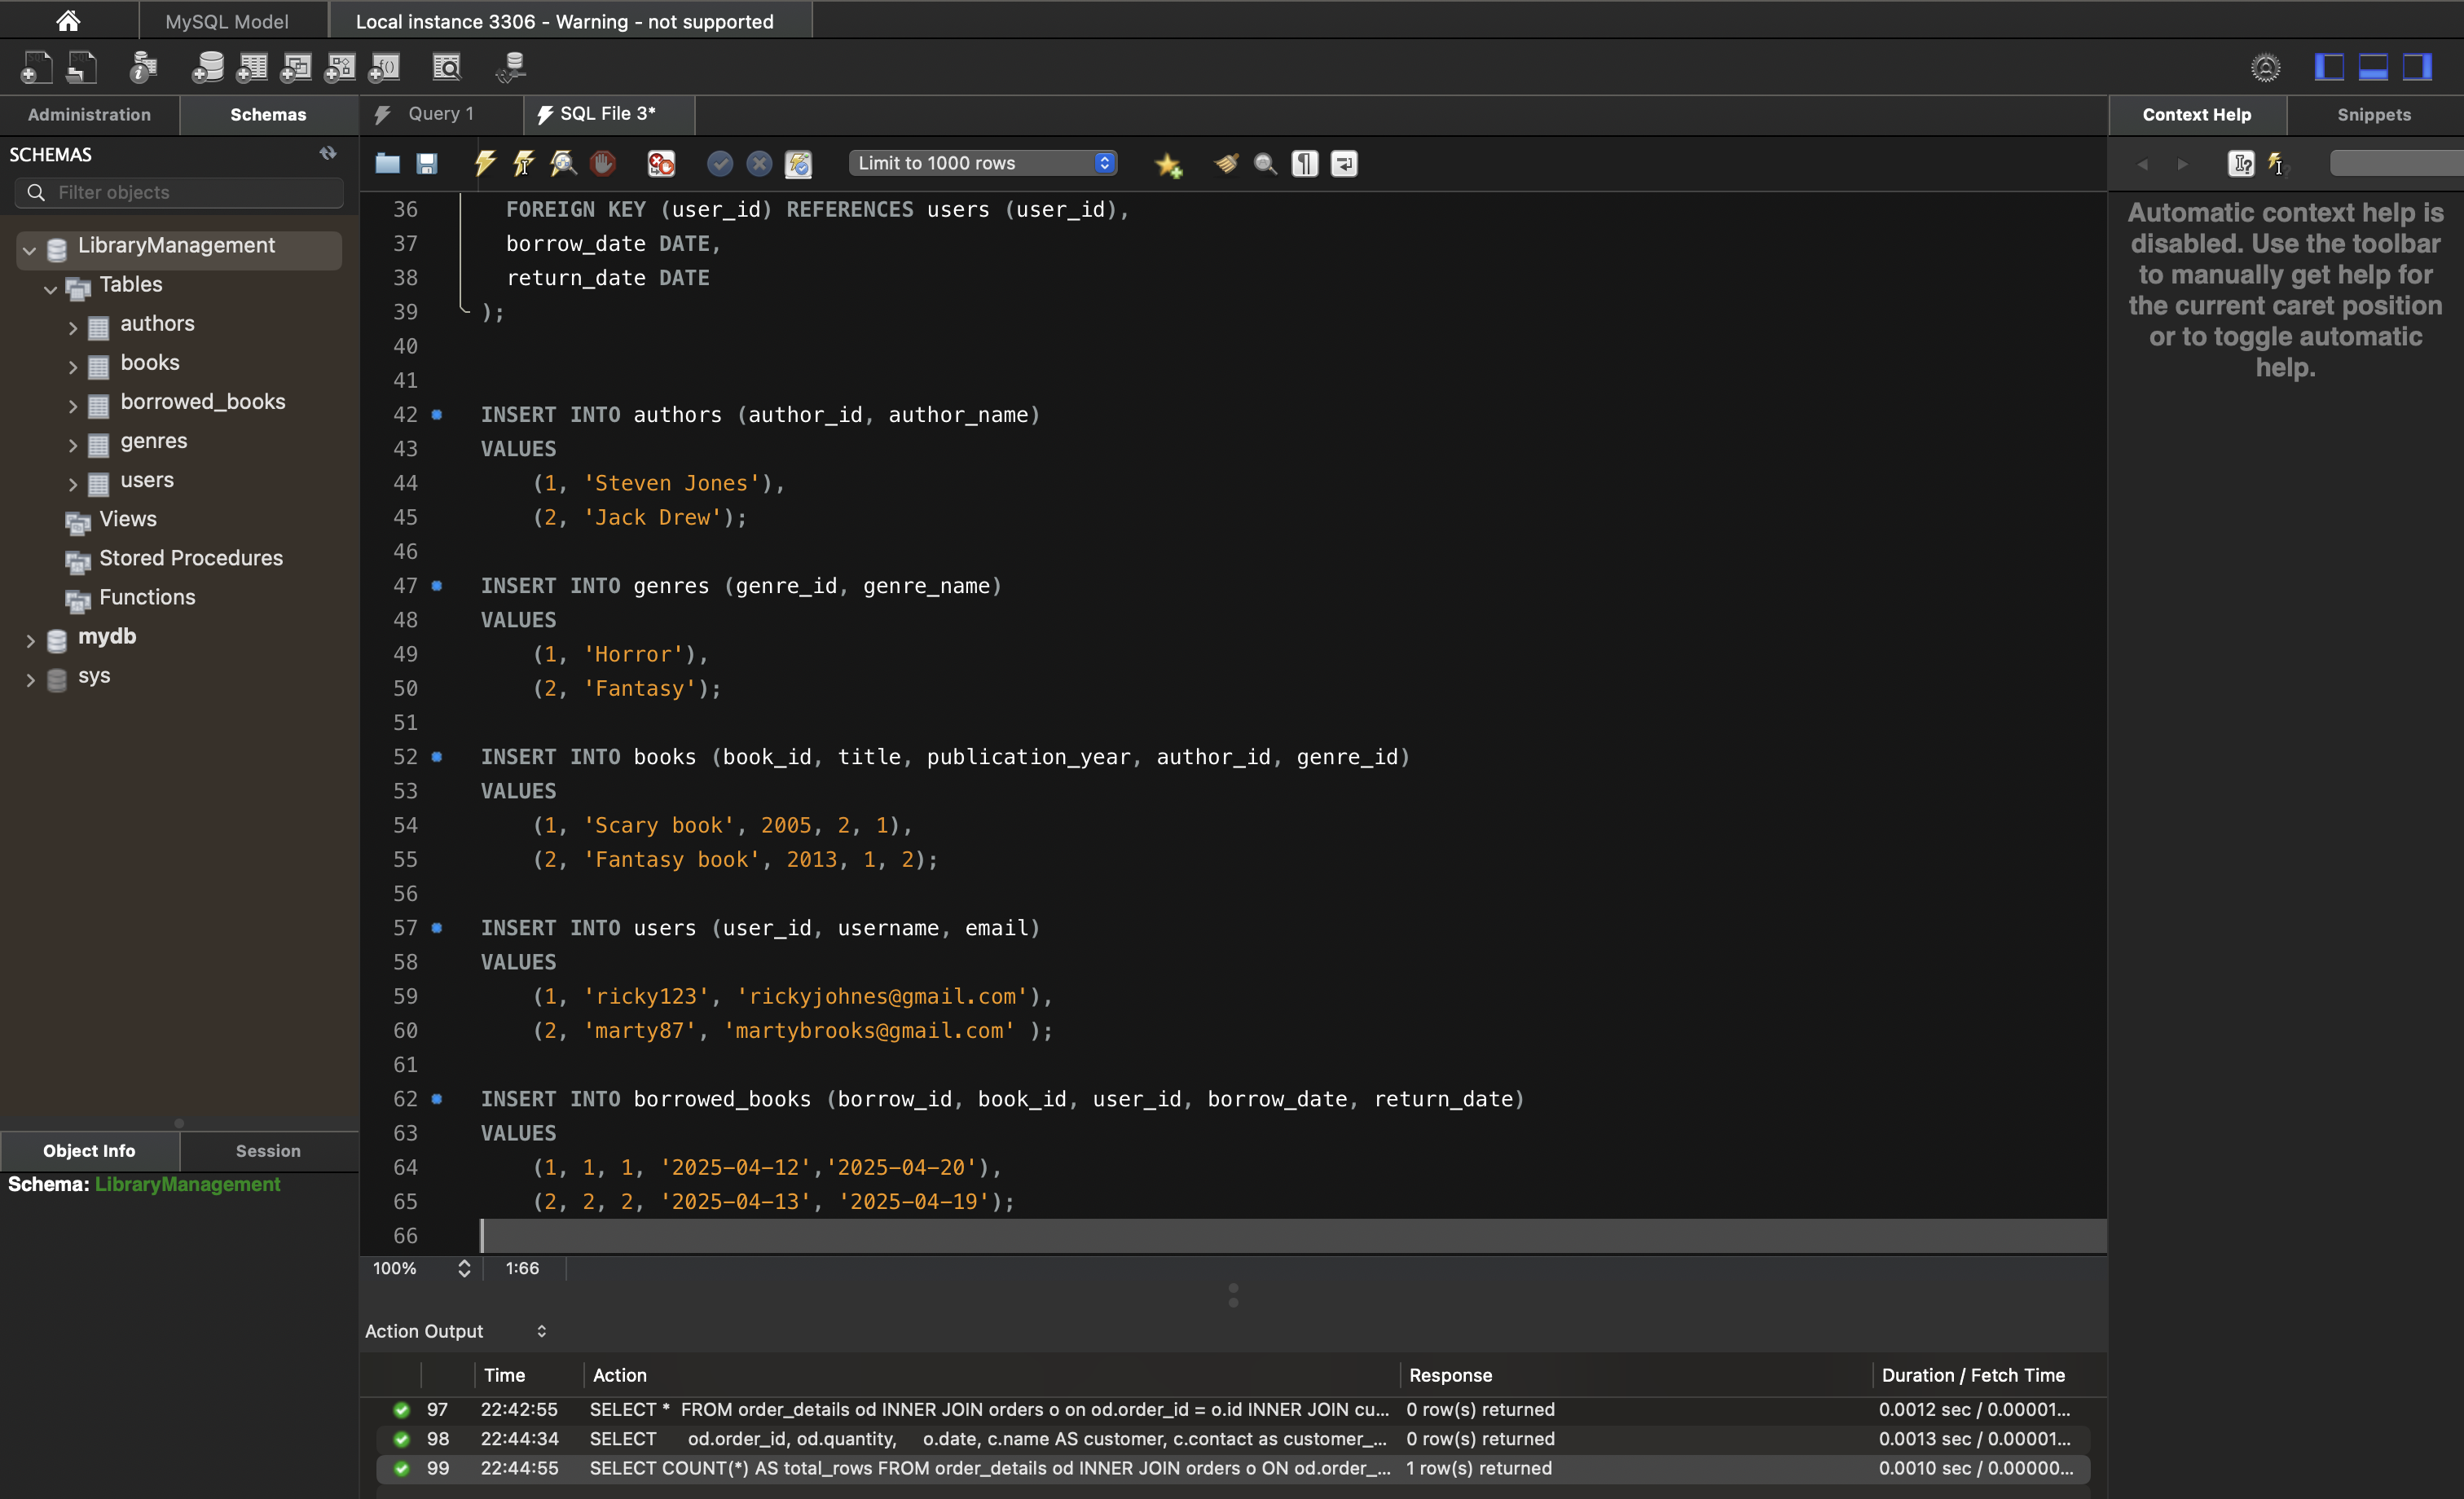 MySQL Model
Local instance 3306 - Warning - not supported
Administration
Schemas
SCHEMAS
Filter objects
LibraryManagement
Tables
authors
books
borrowed_books
genres
users
Views
Stored Procedures
Functions
mydb
sys
Object Info
Session
Schema: LibraryManagement
Query 1
SQL File 3*
Limit to 1000 rows
36 FOREIGN KEY (user_id) REFERENCES users (user_id),
37 borrow_date DATE,
38 return_date DATE
39 );
40
41
42 INSERT INTO authors (author_id, author_name)
43 VALUES
44 (1, 'Steven Jones'),
45 (2, 'Jack Drew');
46
47 INSERT INTO genres (genre_id, genre_name)
48 VALUES
49 (1, 'Horror'),
50 (2, 'Fantasy');
51
52 INSERT INTO books (book_id, title, publication_year, author_id, genre_id)
53 VALUES
54 (1, 'Scary book', 2005, 2, 1),
55 (2, 'Fantasy book', 2013, 1, 2);
56
57 INSERT INTO users (user_id, username, email)
58 VALUES
59 (1, 'ricky123', 'rickyjohnes@gmail.com'),
60 (2, 'marty87', 'martybrooks@gmail.com' );
61
62 INSERT INTO borrowed_books (borrow_id, book_id, user_id, borrow_date, return_date)
63 VALUES
64 (1, 1, 1, '2025-04-12','2025-04-20'),
65 (2, 2, 2, '2025-04-13', '2025-04-19');
66
100% 1:66
Action Output
Time Action Response Duration / Fetch Time
97 22:42:55 SELECT * FROM order_details od INNER JOIN orders o on od.order_id = o.id INNER JOIN cu... 0 row(s) returned 0.0012 sec / 0.00001...
98 22:44:34 SELECT od.order_id, od.quantity, o.date, c.name AS customer, c.contact as customer_... 0 row(s) returned 0.0013 sec / 0.00001...
99 22:44:55 SELECT COUNT(*) AS total_rows FROM order_details od INNER JOIN orders o ON od.order_... 1 row(s) returned 0.0010 sec / 0.00000...
Context Help
Snippets
Automatic context help is
disabled. Use the toolbar
to manually get help for
the current caret position
or to toggle automatic
help.